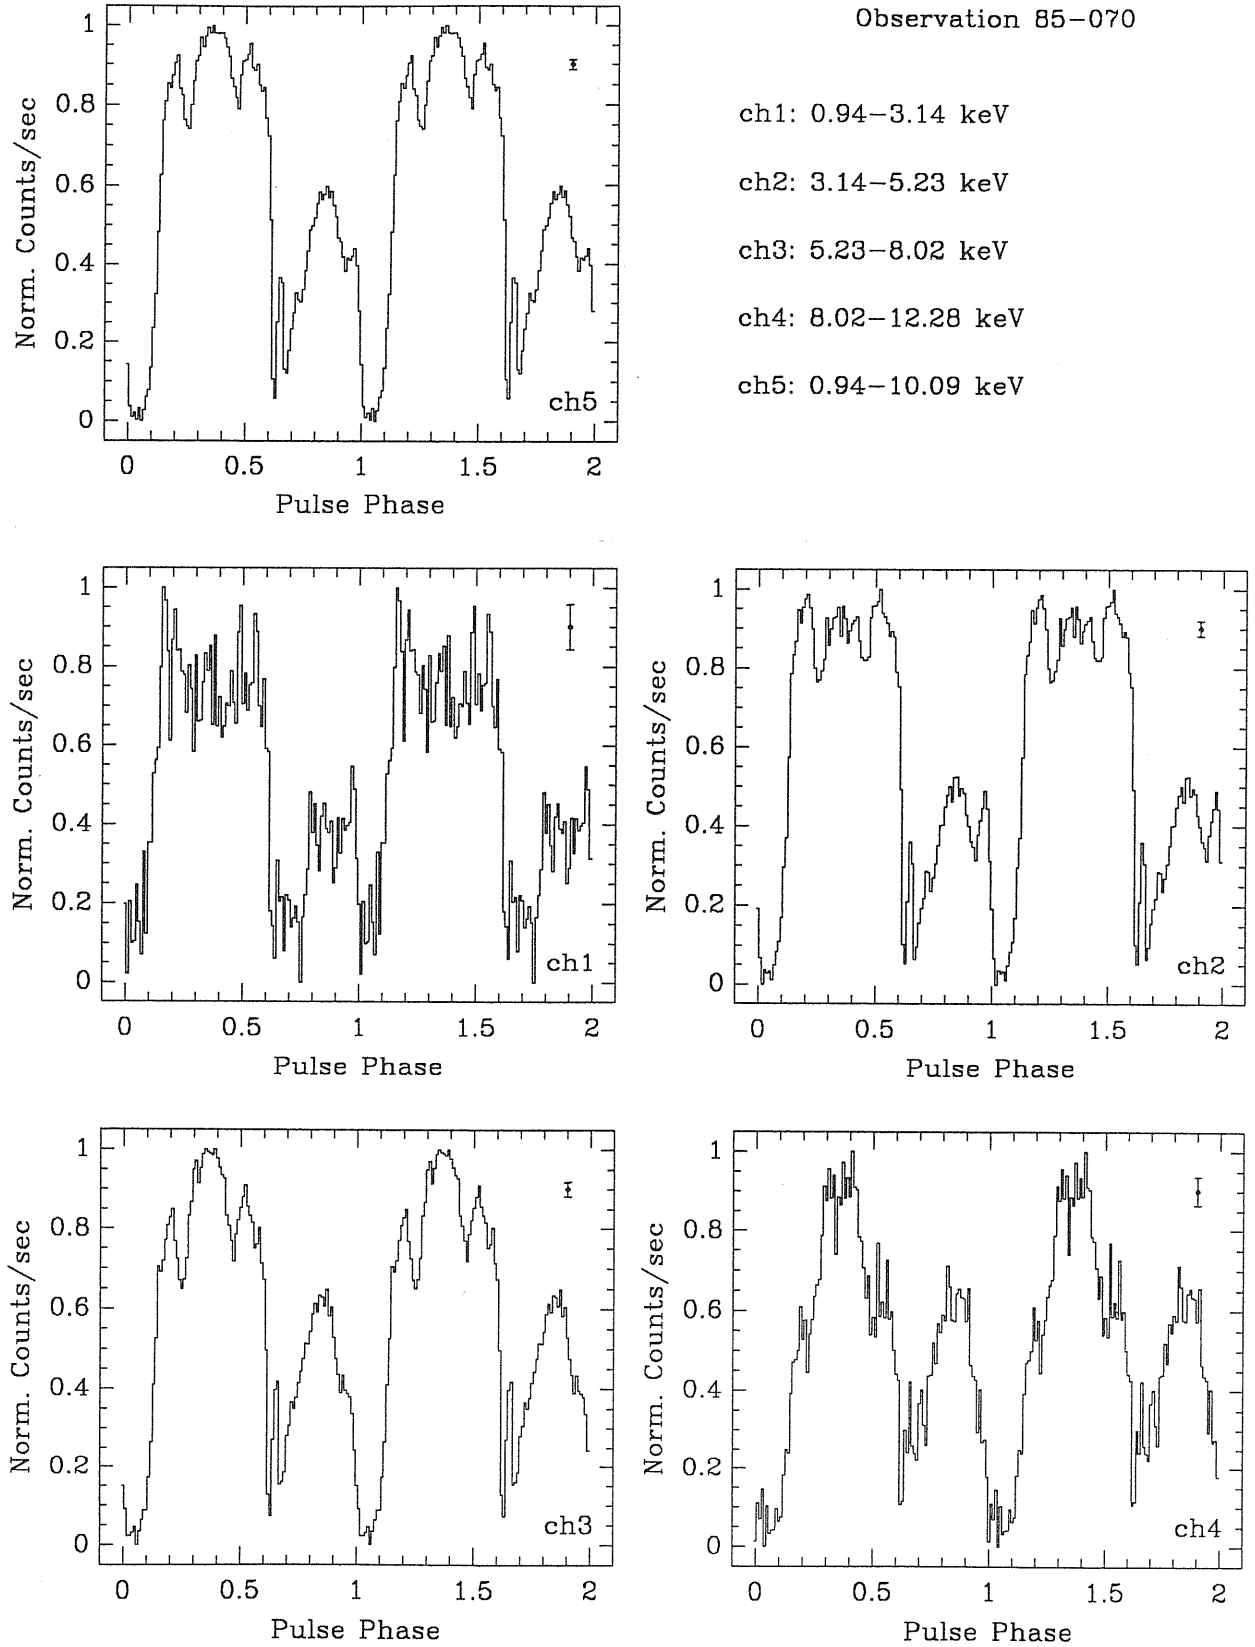 Observation 85-070
ch1: 0.94-3.14 keV
ch2: 3.14-5.23 keV
ch3: 5.23-8.02 keV
ch4: 8.02-12.28 keV
ch5: 0.94-10.09 keV
Norm. Counts/sec
1
0.8
0.6
0.4
0.2
0
ch5
0 0.5 1 1.5 2
Pulse Phase
Norm. Counts/sec
1
0.8
0.6
0.4
0.2
0
ch1
0 0.5 1 1.5 2
Pulse Phase
Norm. Counts/sec
1
0.8
0.6
0.4
0.2
0
ch2
0 0.5 1 1.5 2
Pulse Phase
Norm. Counts/sec
1
0.8
0.6
0.4
0.2
0
ch3
0 0.5 1 1.5 2
Pulse Phase
Norm. Counts/sec
1
0.8
0.6
0.4
0.2
0
ch4
0 0.5 1 1.5 2
Pulse Phase